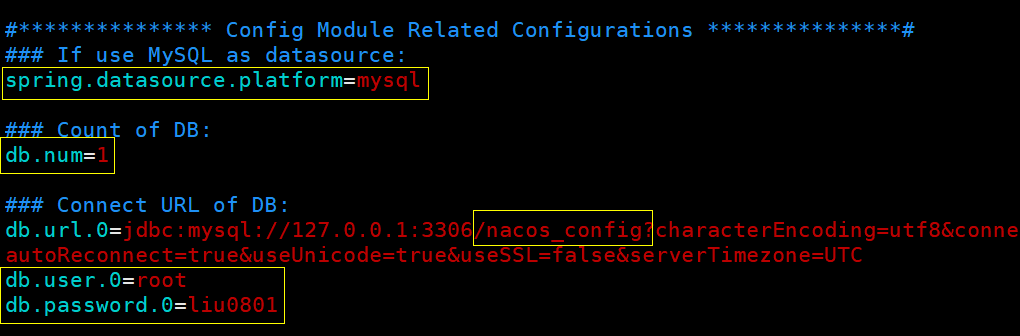 #*************** Config Module Related Configurations ***************#
### If use MySQL as datasource:
spring.datasource.platform=mysql
### Count of DB:
db.num=1
### Connect URL of DB:
db.url.0=jdbc:mysql://127.0.0.1:3306/nacos_config?characterEncoding=utf8&conne
autoReconnect=true&useUnicode=true&useSSL=false&serverTimezone=UTC
db.user.0=root
db.password.0=liu0801